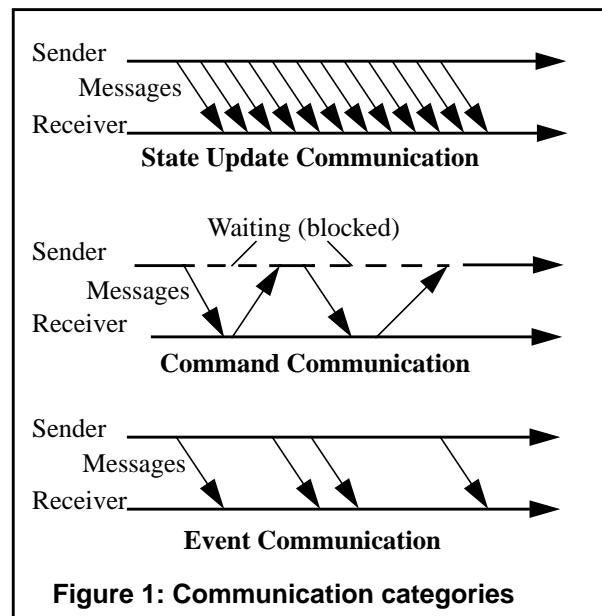 Sender
Messages
Receiver
State Update Communication
Waiting (blocked)
Sender
Messages
Receiver
Command Communication
Sender
Messages
Receiver
Event Communication
Figure 1: Communication categories